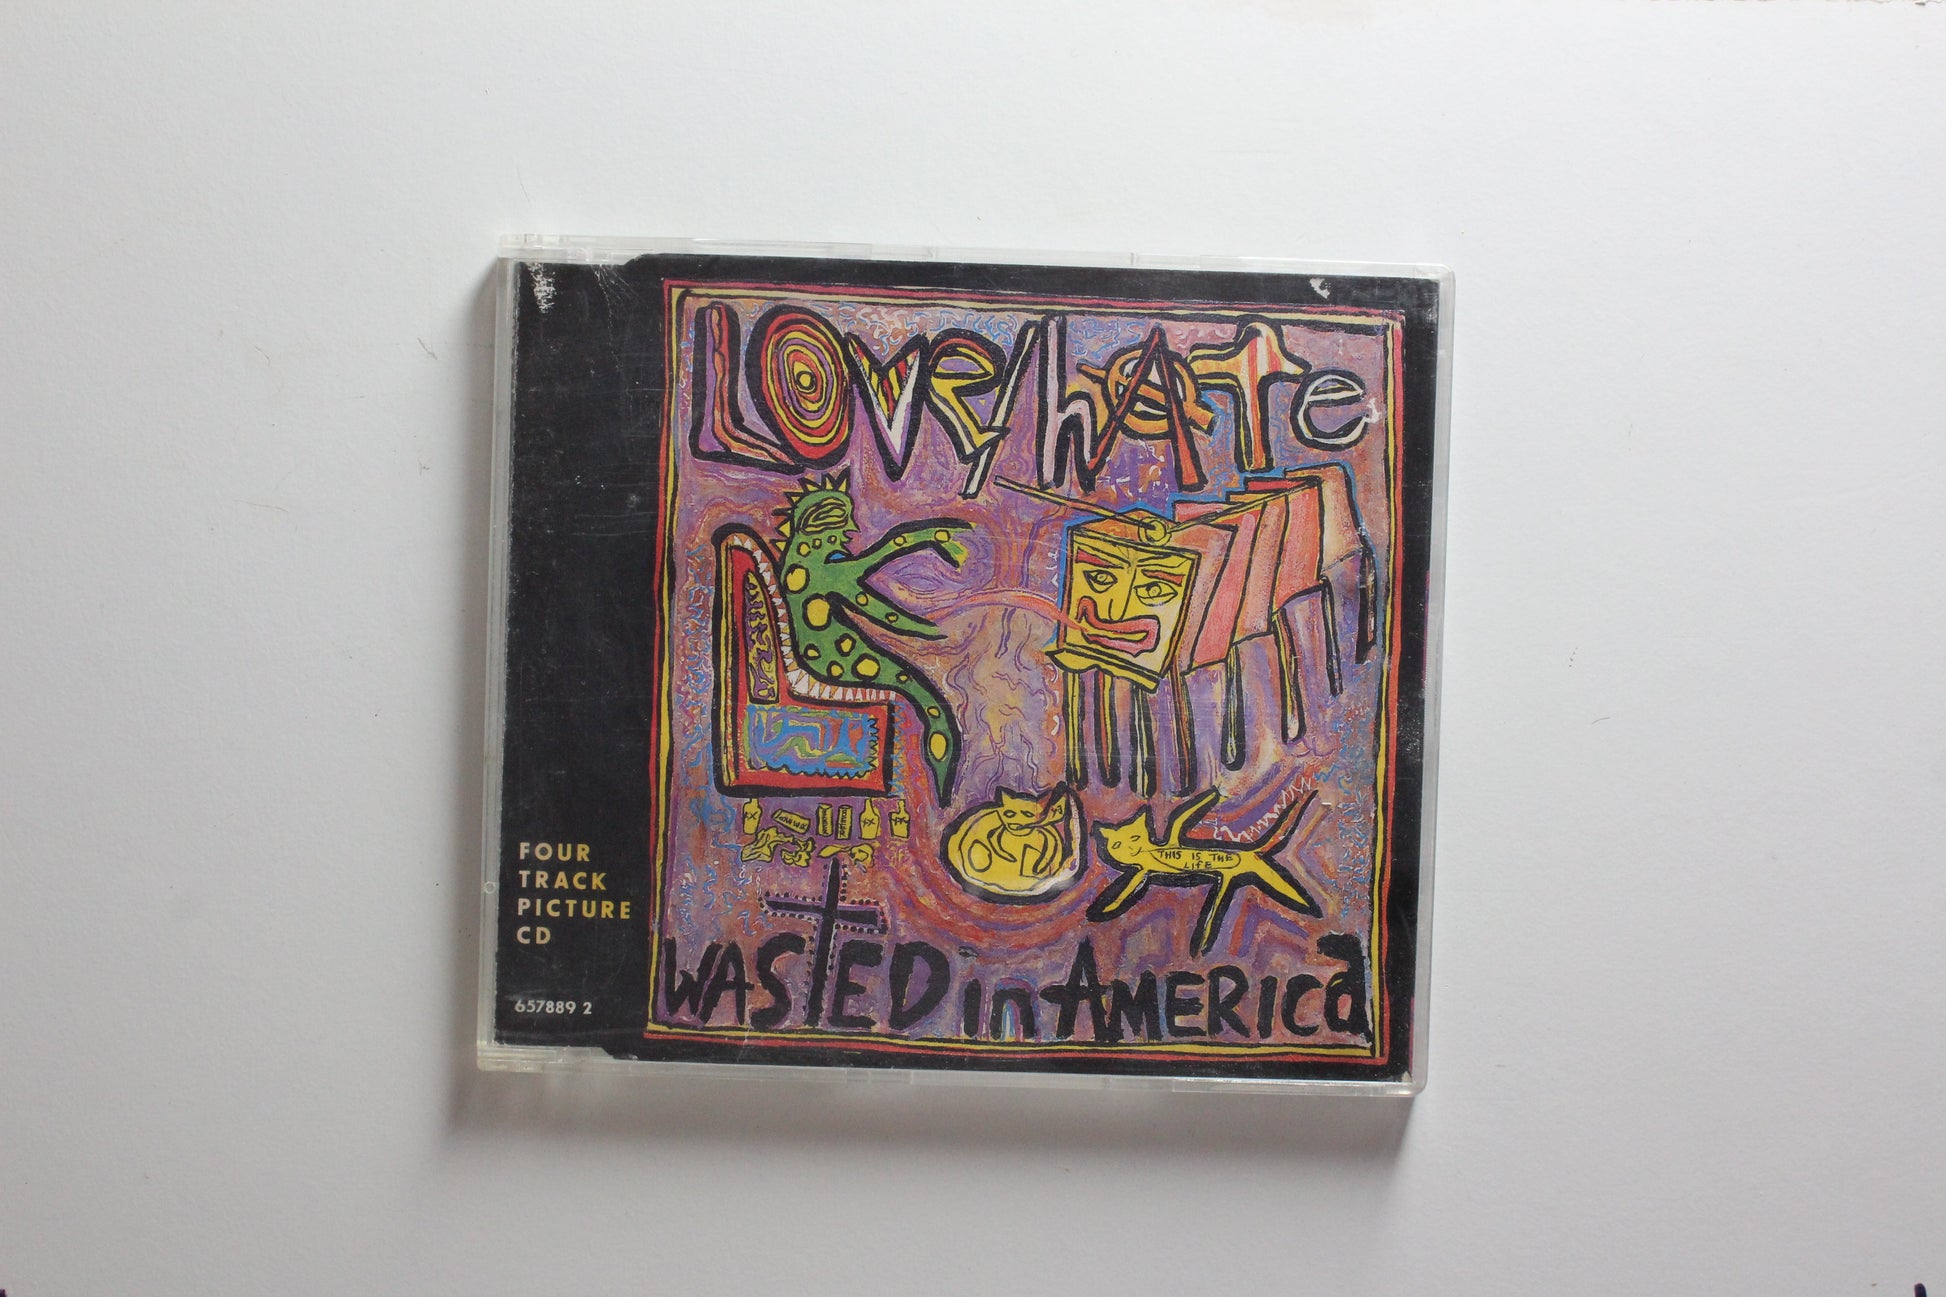 LOve/hATe
THIS IS THE
LIFE
FOUR
TRACK
PICTURE
CD
657889 2
WASTED in AMERICa